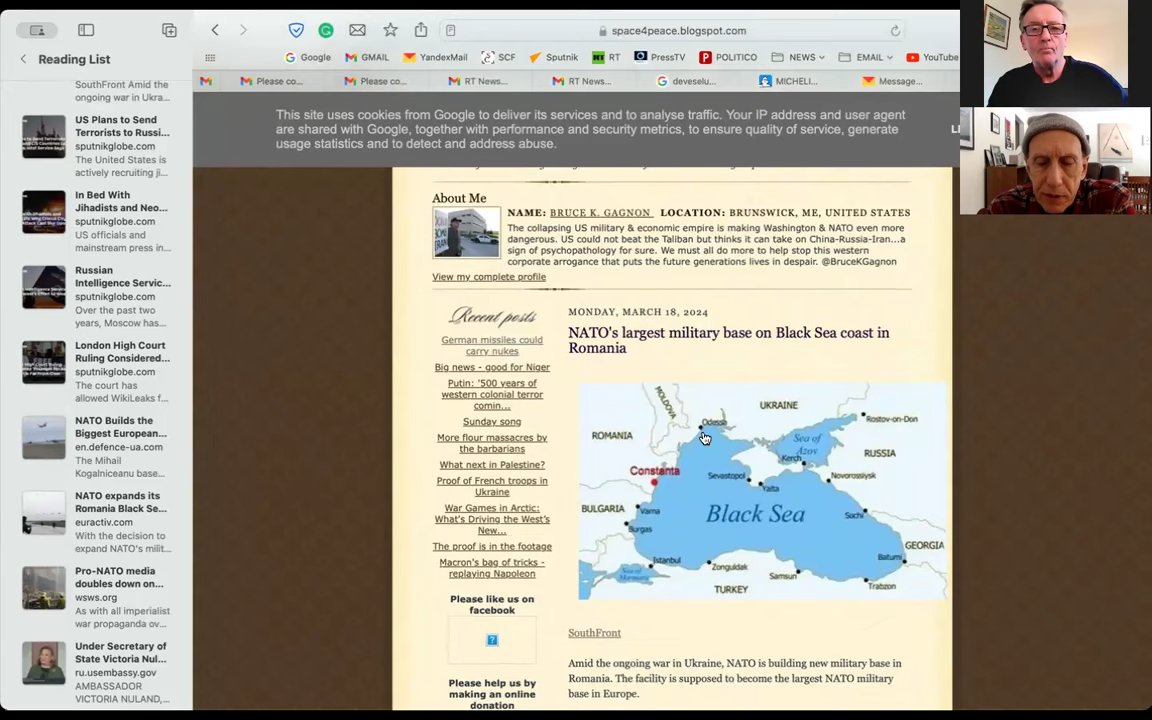 space4peace.blogspot.com
Reading List
Google
GMAIL
YandexMail
SCF
Sputnik
RT
PressTV
POLITICO
NEWS
EMAIL
YouTube
Please co...
Please co...
RT News...
RT News...
deveselu...
MICHELI...
Message...
SouthFront Amid the
ongoing war in Ukra...
US Plans to Send
Terrorists to Russi...
sputnikglobe.com
The United States is
actively recruiting ji...
In Bed With
Jihadists and Neo...
sputnikglobe.com
US officials and
mainstream press in...
Russian
Intelligence Servic...
sputnikglobe.com
Over the past two
years, Moscow has...
London High Court
Ruling Considered...
sputnikglobe.com
The court has
allowed WikiLeaks f...
NATO Builds the
Biggest European...
en.defence-ua.com
The Mihail
Kogalniceanu base...
NATO expands its
Romania Black Se...
euractiv.com
With the decision to
expand NATO's milit...
Pro-NATO media
doubles down on...
wsws.org
As with all imperialist
war propaganda ov...
Under Secretary of
State Victoria Nul...
ru.usembassy.gov
AMBASSADOR
VICTORIA NULAND,...
This site uses cookies from Google to deliver its services and to analyse traffic. Your IP address and user agent
are shared with Google, together with performance and security metrics, to ensure quality of service, generate
usage statistics and to detect and address abuse.
About Me
NAME: BRUCE K. GAGNON LOCATION: BRUNSWICK, ME, UNITED STATES
The collapsing US military & economic empire is making Washington & NATO even more
dangerous. US could not beat the Taliban but thinks it can take on China-Russia-Iran...a
sign of psychopathology for sure. We must all do more to help stop this western
corporate arrogance that puts the future generations lives in despair. @BruceKGagnon
View my complete profile
Recent posts
German missiles could
carry nukes
Big news - good for Niger
Putin: '500 years of
western colonial terror
comin...
Sunday song
More flour massacres by
the barbarians
What next in Palestine?
Proof of French troops in
Ukraine
War Games in Arctic:
What's Driving the West's
New...
The proof is in the footage
Macron's bag of tricks -
replaying Napoleon
Please like us on
facebook
Please help us by
making an online
donation
MONDAY, MARCH 18, 2024
NATO's largest military base on Black Sea coast in
Romania
MOLDOVA
UKRAINE
Odessa
Rostov-on-Don
ROMANIA
Sea of
Azov
RUSSIA
Kerch
Constanta
Sevastopol
Novorossiysk
Yalta
BULGARIA
Varna
Black Sea
Sochi
Burgas
GEORGIA
Batumi
Istanbul
Zonguldak
Samsun
Trabzon
Sea of
Marmara
TURKEY
SouthFront
Amid the ongoing war in Ukraine, NATO is building new military base in
Romania. The facility is supposed to become the largest NATO military
base in Europe.